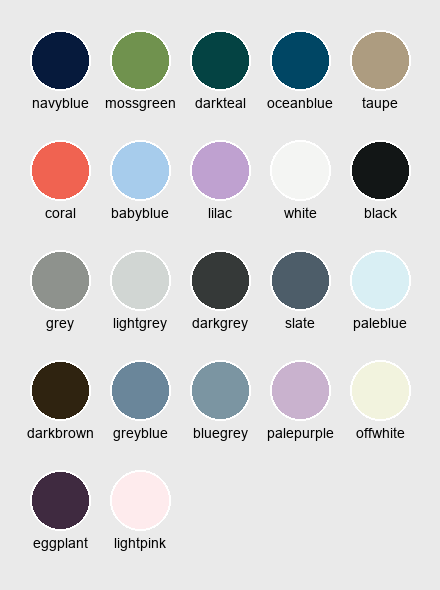 navyblue mossgreen darkteal oceanblue taupe
coral babyblue lilac white black
grey lightgrey darkgrey slate paleblue
darkbrown greyblue bluegrey palepurple offwhite
eggplant lightpink